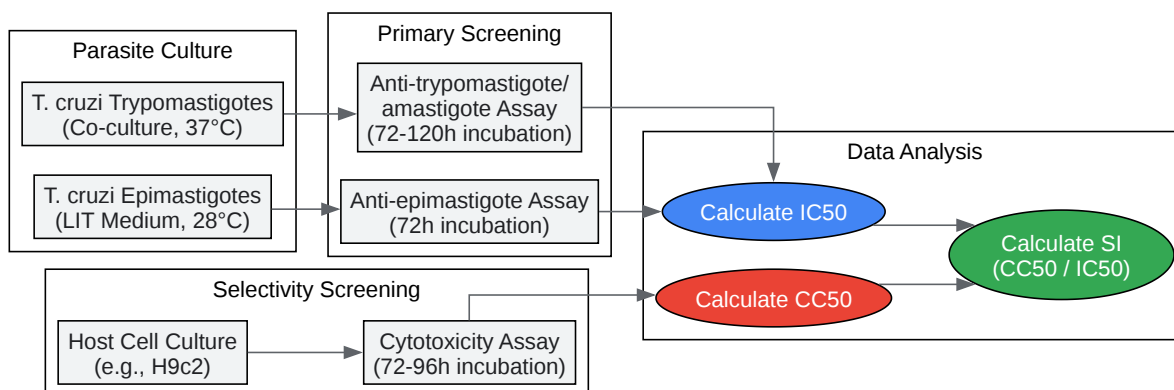 Parasite Culture
T. cruzi Trypomastigotes
(Co-culture, 37°C)
T. cruzi Epimastigotes
(LIT Medium, 28°C)
Primary Screening
Anti-trypomastigote/
amastigote Assay
(72-120h incubation)
Anti-epimastigote Assay
(72h incubation)
Selectivity Screening
Host Cell Culture
(e.g., H9c2)
Cytotoxicity Assay
(72-96h incubation)
Data Analysis
Calculate IC50
Calculate CC50
Calculate SI
(CC50 / IC50)